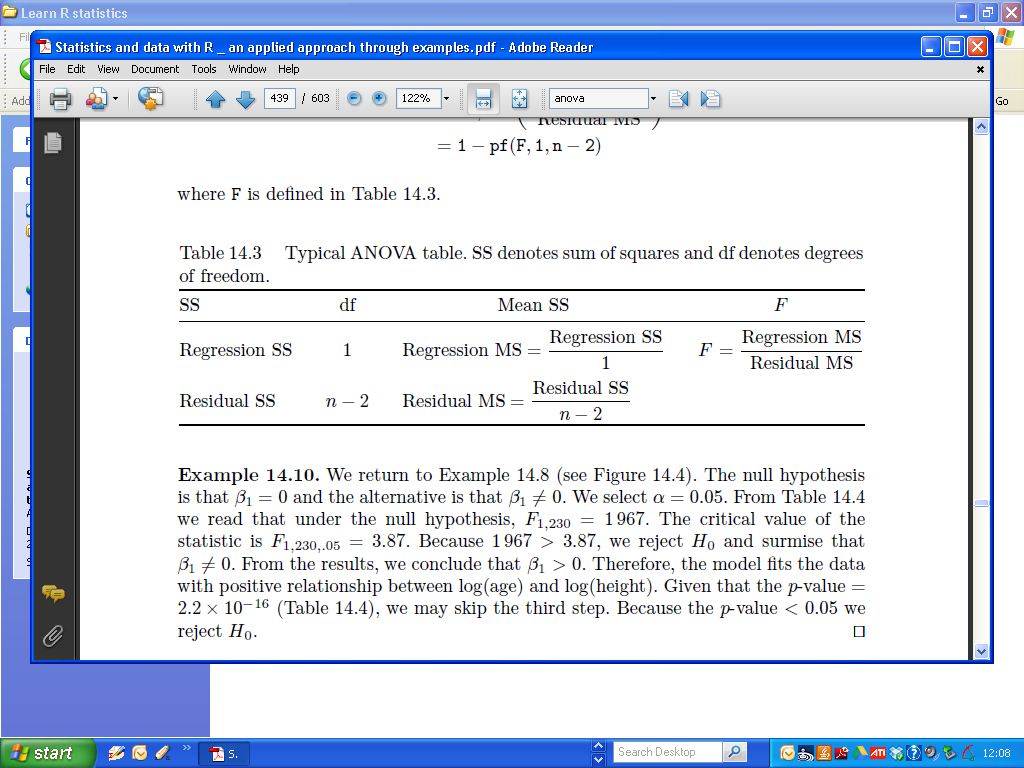 Learn R statistics
Statistics and data with R _ an applied approach through examples.pdf - Adobe Reader
File Edit View Document Tools Window Help
439 / 603 122% anova
Go
Residual MS
= 1 − pf(F, 1, n − 2)
where F is defined in Table 14.3.
Table 14.3 Typical ANOVA table. SS denotes sum of squares and df denotes degrees
of freedom.
SS df Mean SS F
Regression SS 1 Regression MS = Regression SS / 1 F = Regression MS / Residual MS
Residual SS n − 2 Residual MS = Residual SS / n − 2
Example 14.10. We return to Example 14.8 (see Figure 14.4). The null hypothesis
is that β₁ = 0 and the alternative is that β₁ ≠ 0. We select α = 0.05. From Table 14.4
we read that under the null hypothesis, F₁,₂₃₀ = 1 967. The critical value of the
statistic is F₁,₂₃₀,.₀₅ = 3.87. Because 1 967 > 3.87, we reject H₀ and surmise that
β₁ ≠ 0. From the results, we conclude that β₁ > 0. Therefore, the model fits the data
with positive relationship between log(age) and log(height). Given that the p-value =
2.2 × 10⁻¹⁶ (Table 14.4), we may skip the third step. Because the p-value < 0.05 we
reject H₀. □
start S. Search Desktop 12:08